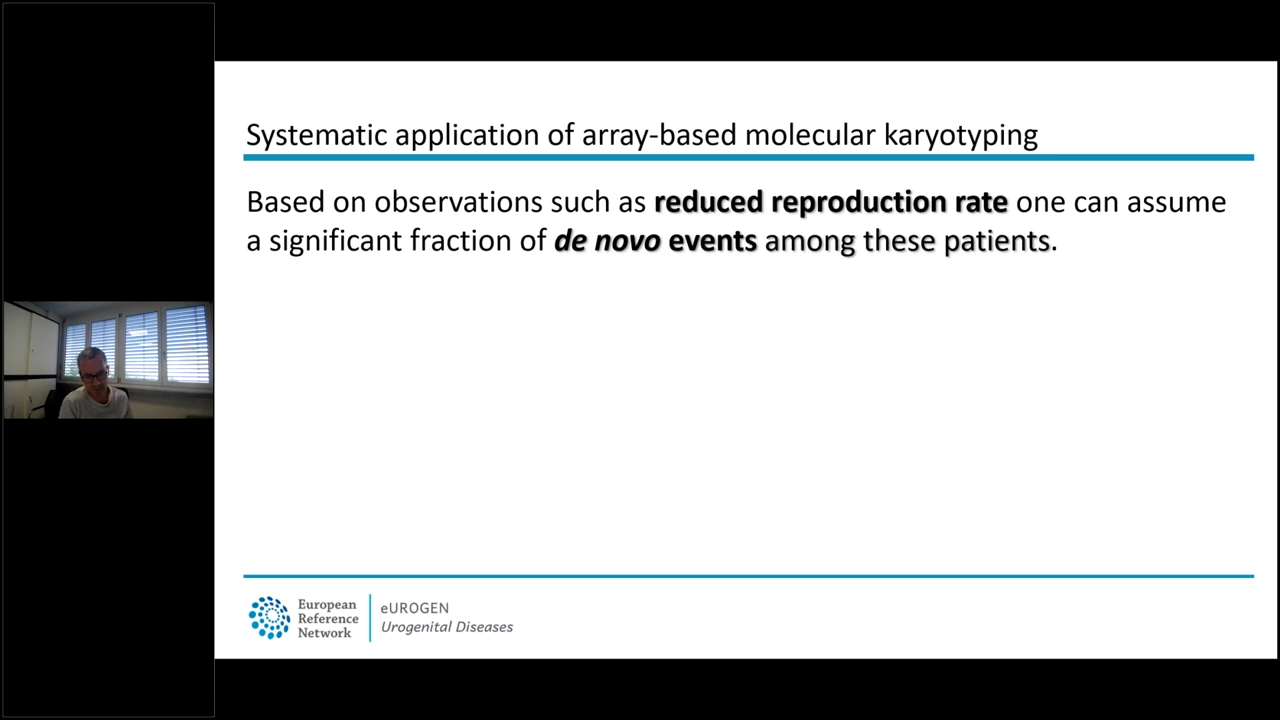 Systematic application of array-based molecular karyotyping
Based on observations such as reduced reproduction rate one can assume
a significant fraction of de novo events among these patients.
European
Reference
Network
eUROGEN
Urogenital Diseases